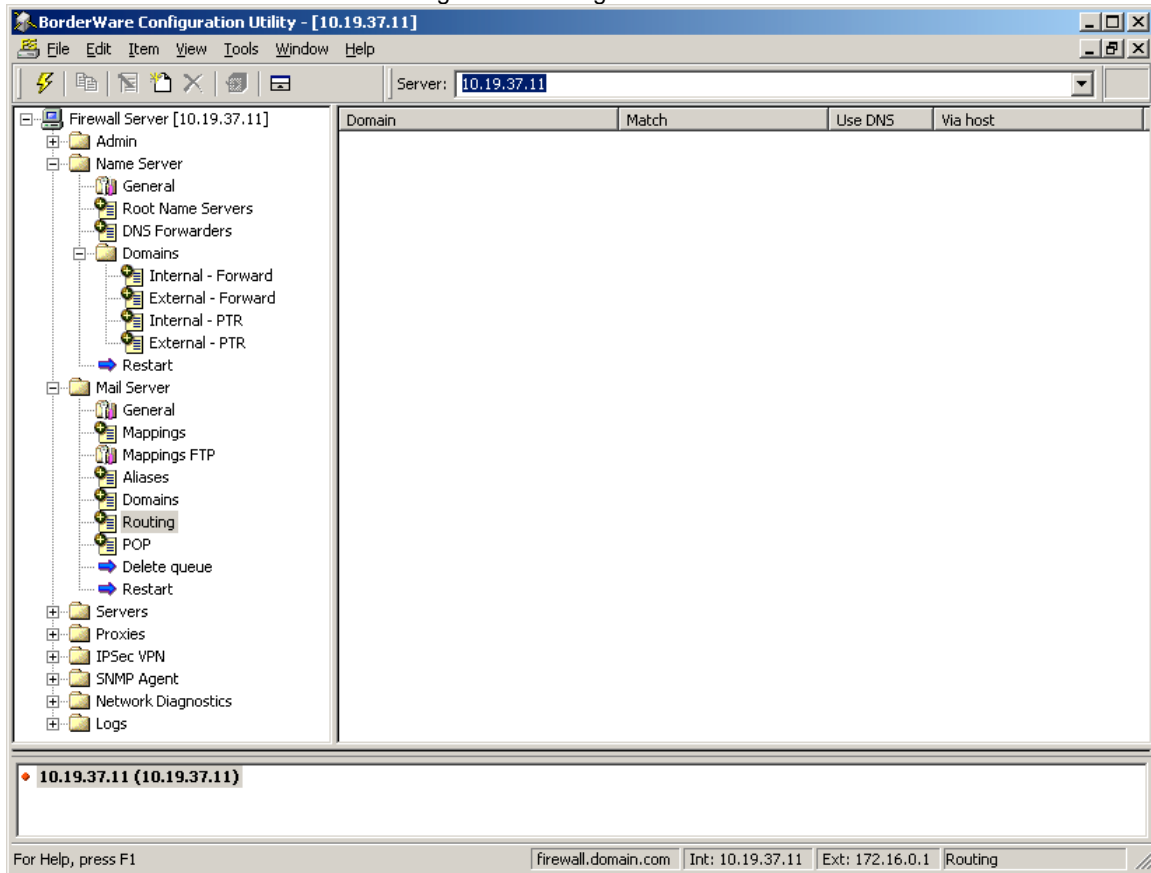 BorderWare Configuration Utility - [10.19.37.11]
File Edit Item View Tools Window Help
Server: 10.19.37.11
Firewall Server [10.19.37.11]
Domain Match Use DNS Via host
Admin
Name Server
General
Root Name Servers
DNS Forwarders
Domains
Internal - Forward
External - Forward
Internal - PTR
External - PTR
Restart
Mail Server
General
Mappings
Mappings FTP
Aliases
Domains
Routing
POP
Delete queue
Restart
Servers
Proxies
IPSec VPN
SNMP Agent
Network Diagnostics
Logs
10.19.37.11 (10.19.37.11)
For Help, press F1 firewall.domain.com Int: 10.19.37.11 Ext: 172.16.0.1 Routing